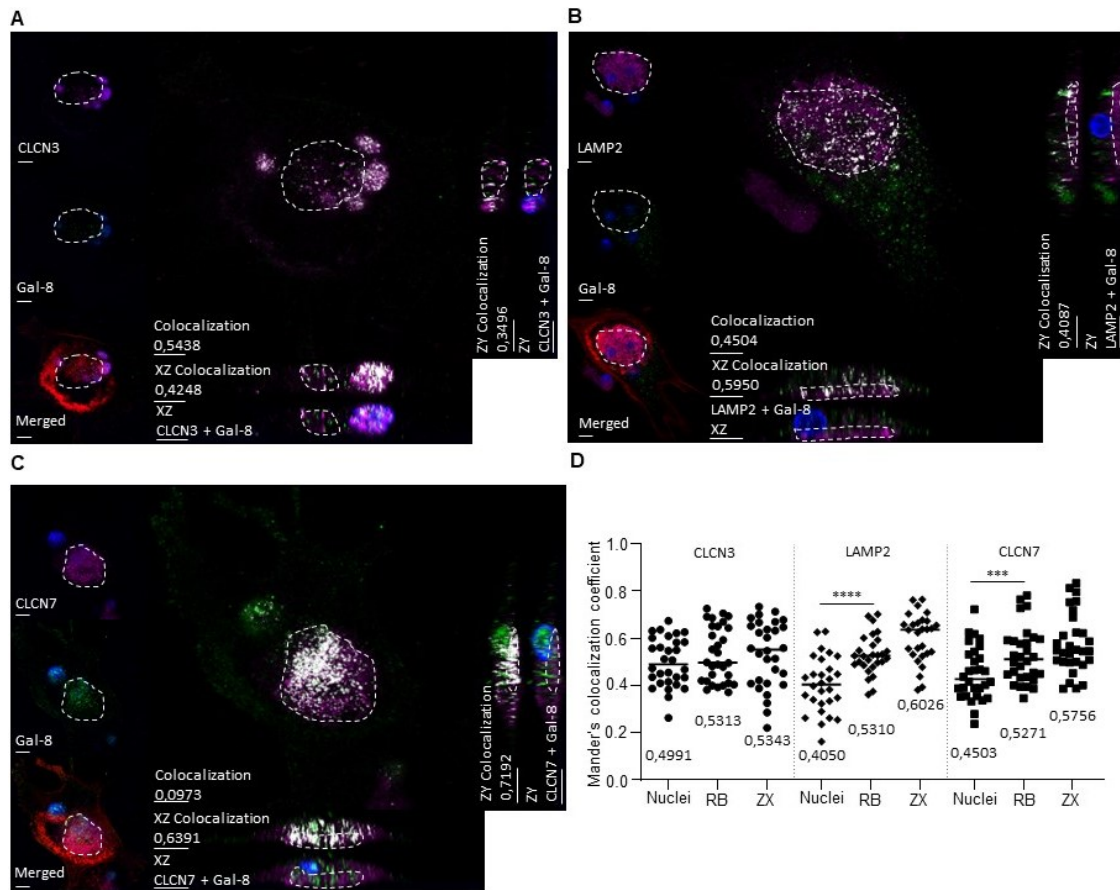 A
CLCN3
Gal-8
Merged
Colocalization
0,5438
XZ Colocalization
0,4248
XZ
CLCN3 + Gal-8
ZY Colocalization
0,3496
ZY
CLCN3 + Gal-8
B
LAMP2
Gal-8
Merged
Colocalizaction
0,4504
XZ Colocalization
0,5950
LAMP2 + Gal-8
XZ
ZY Colocalisation
0,4087
ZY
LAMP2 + Gal-8
C
CLCN7
Gal-8
Merged
Colocalization
0,0973
XZ Colocalization
0,6391
XZ
CLCN7 + Gal-8
ZY Colocalization
0,7192
ZY
CLCN7 + Gal-8
D
Mander's colocalization coefficient
1.0
0.8
0.6
0.4
0.2
0.0
CLCN3 LAMP2 CLCN7
**** ***
0,4991 0,5313 0,5343 0,4050 0,5310 0,6026 0,4503 0,5271 0,5756
Nuclei RB ZX Nuclei RB ZX Nuclei RB ZX